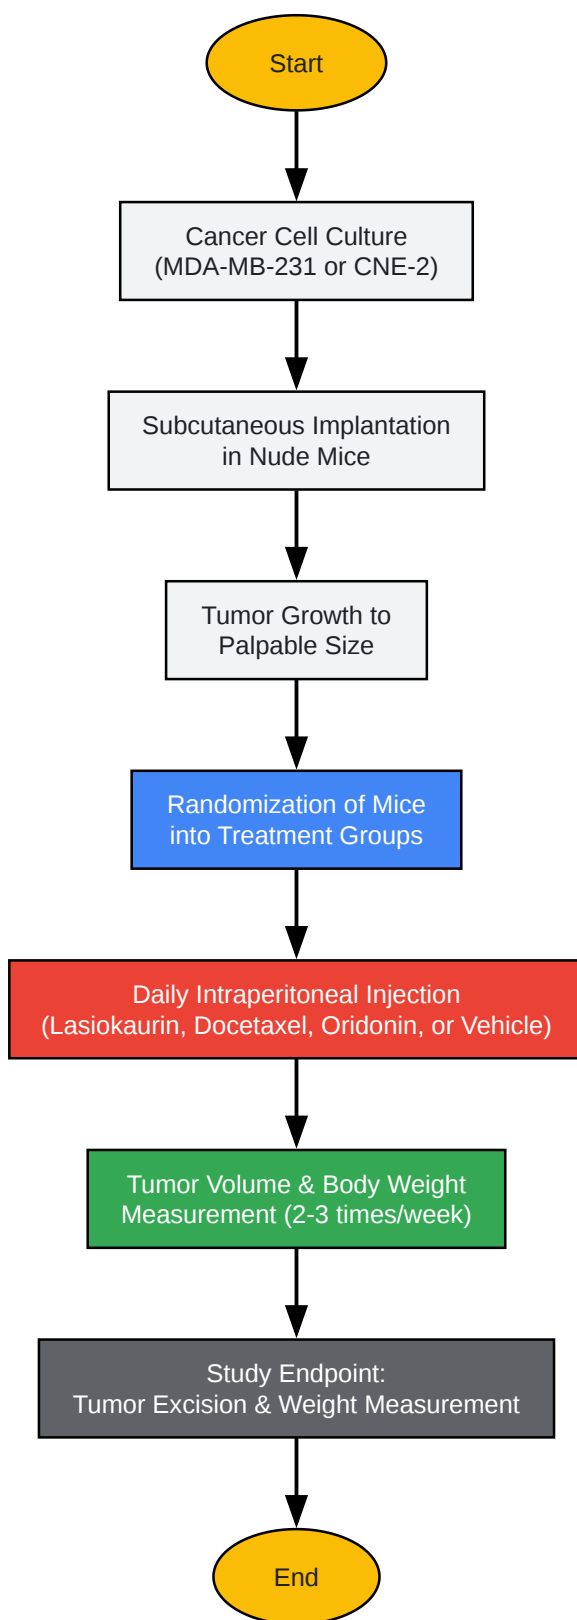 Start
Cancer Cell Culture
(MDA-MB-231 or CNE-2)
Subcutaneous Implantation
in Nude Mice
Tumor Growth to
Palpable Size
Randomization of Mice
into Treatment Groups
Daily Intraperitoneal Injection
(Lasiokaurin, Docetaxel, Oridonin, or Vehicle)
Tumor Volume & Body Weight
Measurement (2-3 times/week)
Study Endpoint:
Tumor Excision & Weight Measurement
End